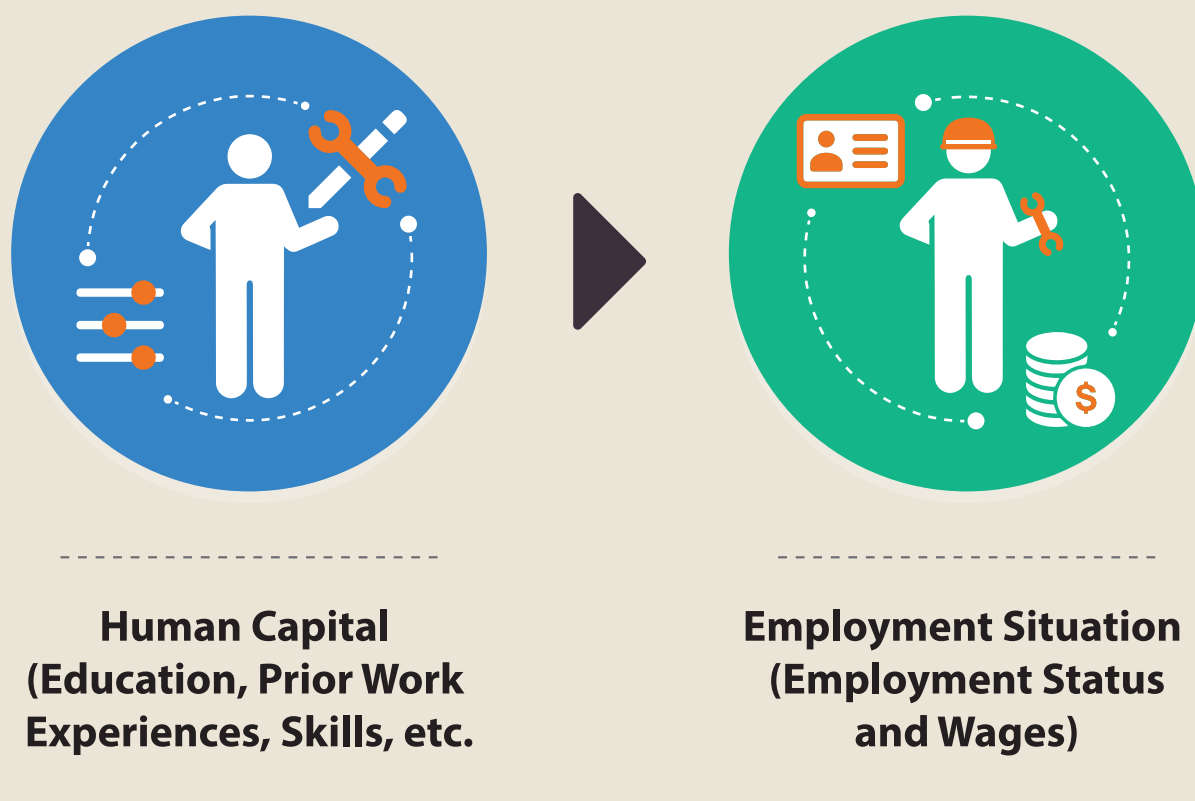 $
Human Capital
(Education, Prior Work
Experiences, Skills, etc.
Employment Situation
(Employment Status
and Wages)